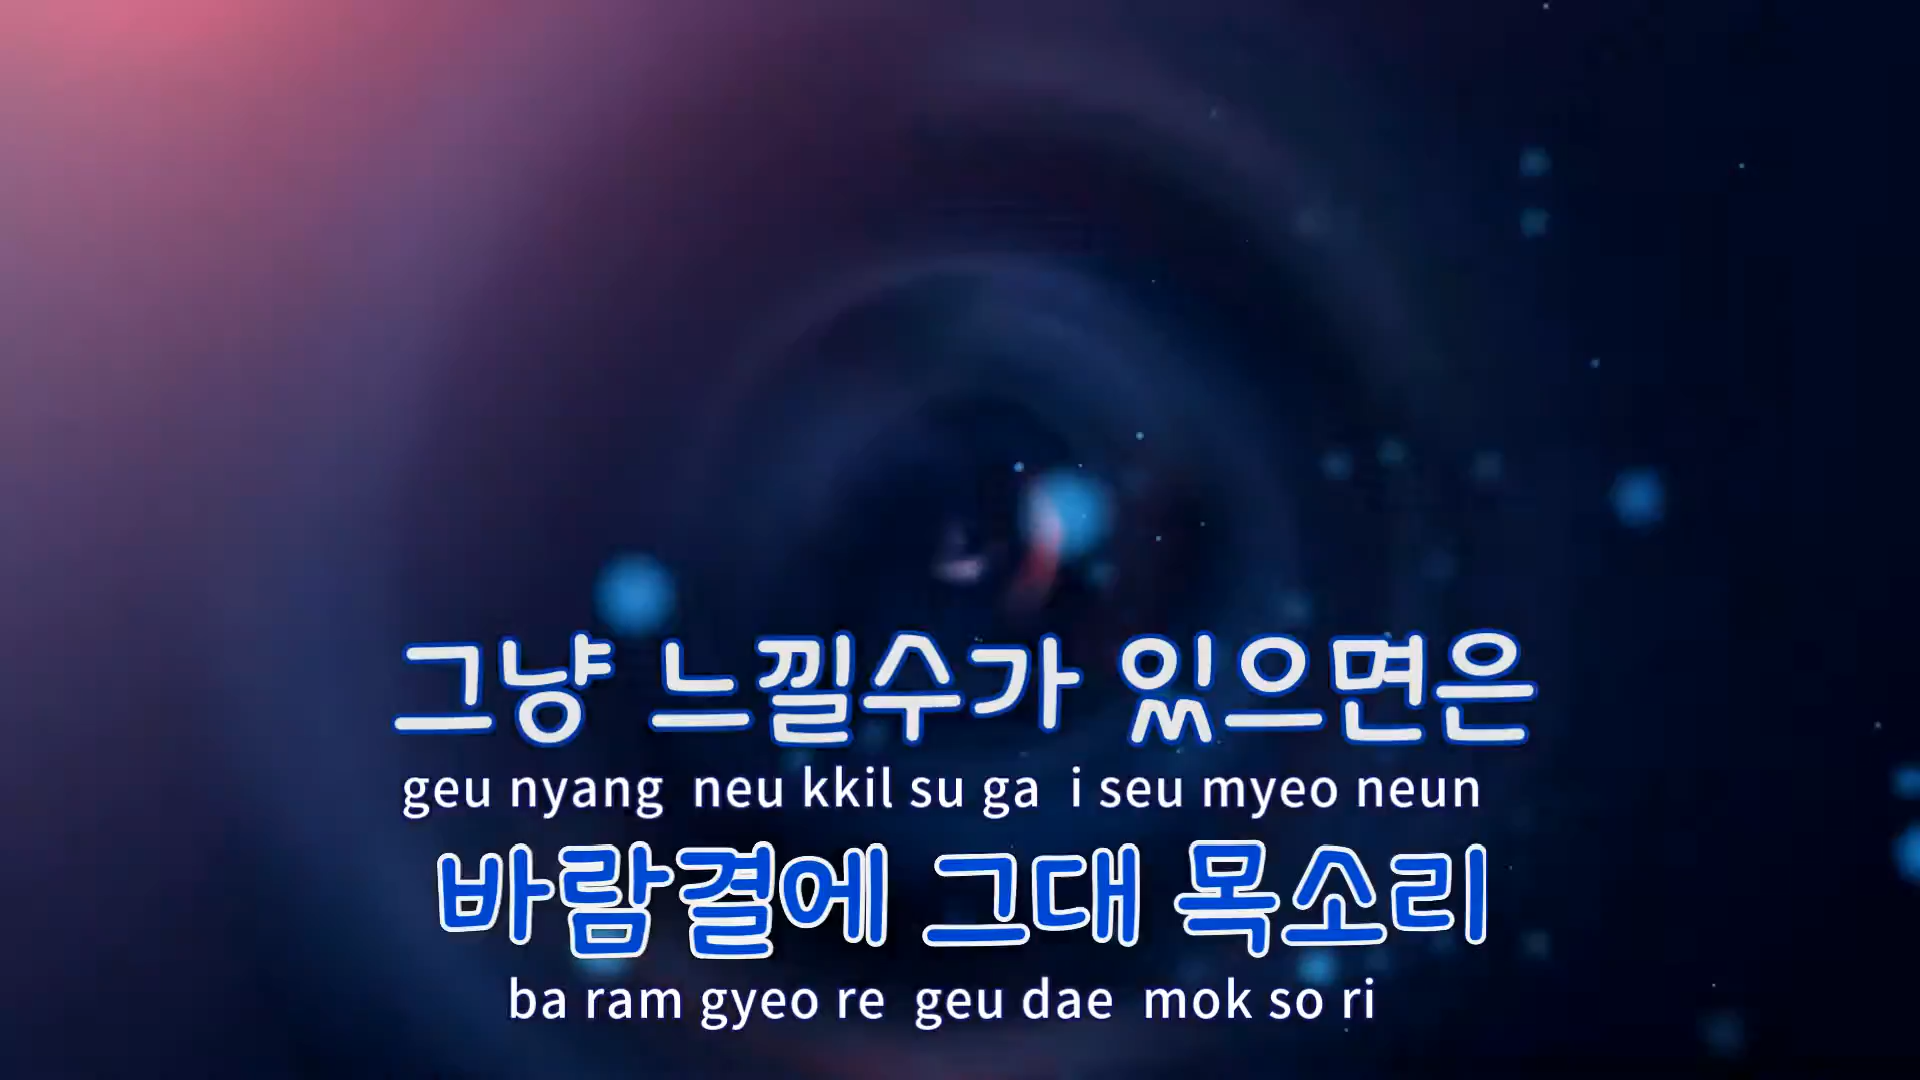 그냥 느낄수가 있으면은
geu nyang neu kkil su ga i seu myeo neun
바람결에 그대 목소리
ba ram gyeo re geu dae mok so ri